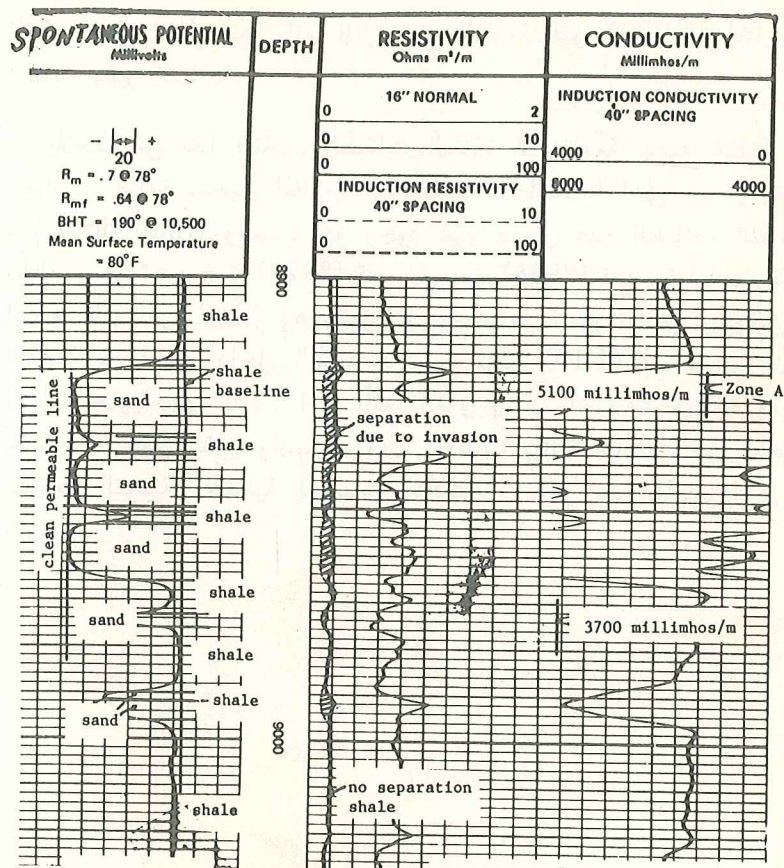 SPONTANEOUS POTENTIAL
Millivolts
DEPTH
RESISTIVITY
Ohms m²/m
CONDUCTIVITY
Millimhos/m
- 20 +
Rm = .7 @ 78°
Rmf = .64 @ 78°
BHT = 190° @ 10,500
Mean Surface Temperature
= 80°F
16" NORMAL
0 2
0 10
0 100
INDUCTION RESISTIVITY
40" SPACING
0 10
0 100
INDUCTION CONDUCTIVITY
40" SPACING
4000 0
8000 4000
8900
shale
shale
baseline
sand
clean permeable line
shale
sand
shale
sand
shale
sand
shale
shale
sand
shale
separation
due to invasion
5100 millimhos/m
Zone A
3700 millimhos/m
9000
no separation
shale